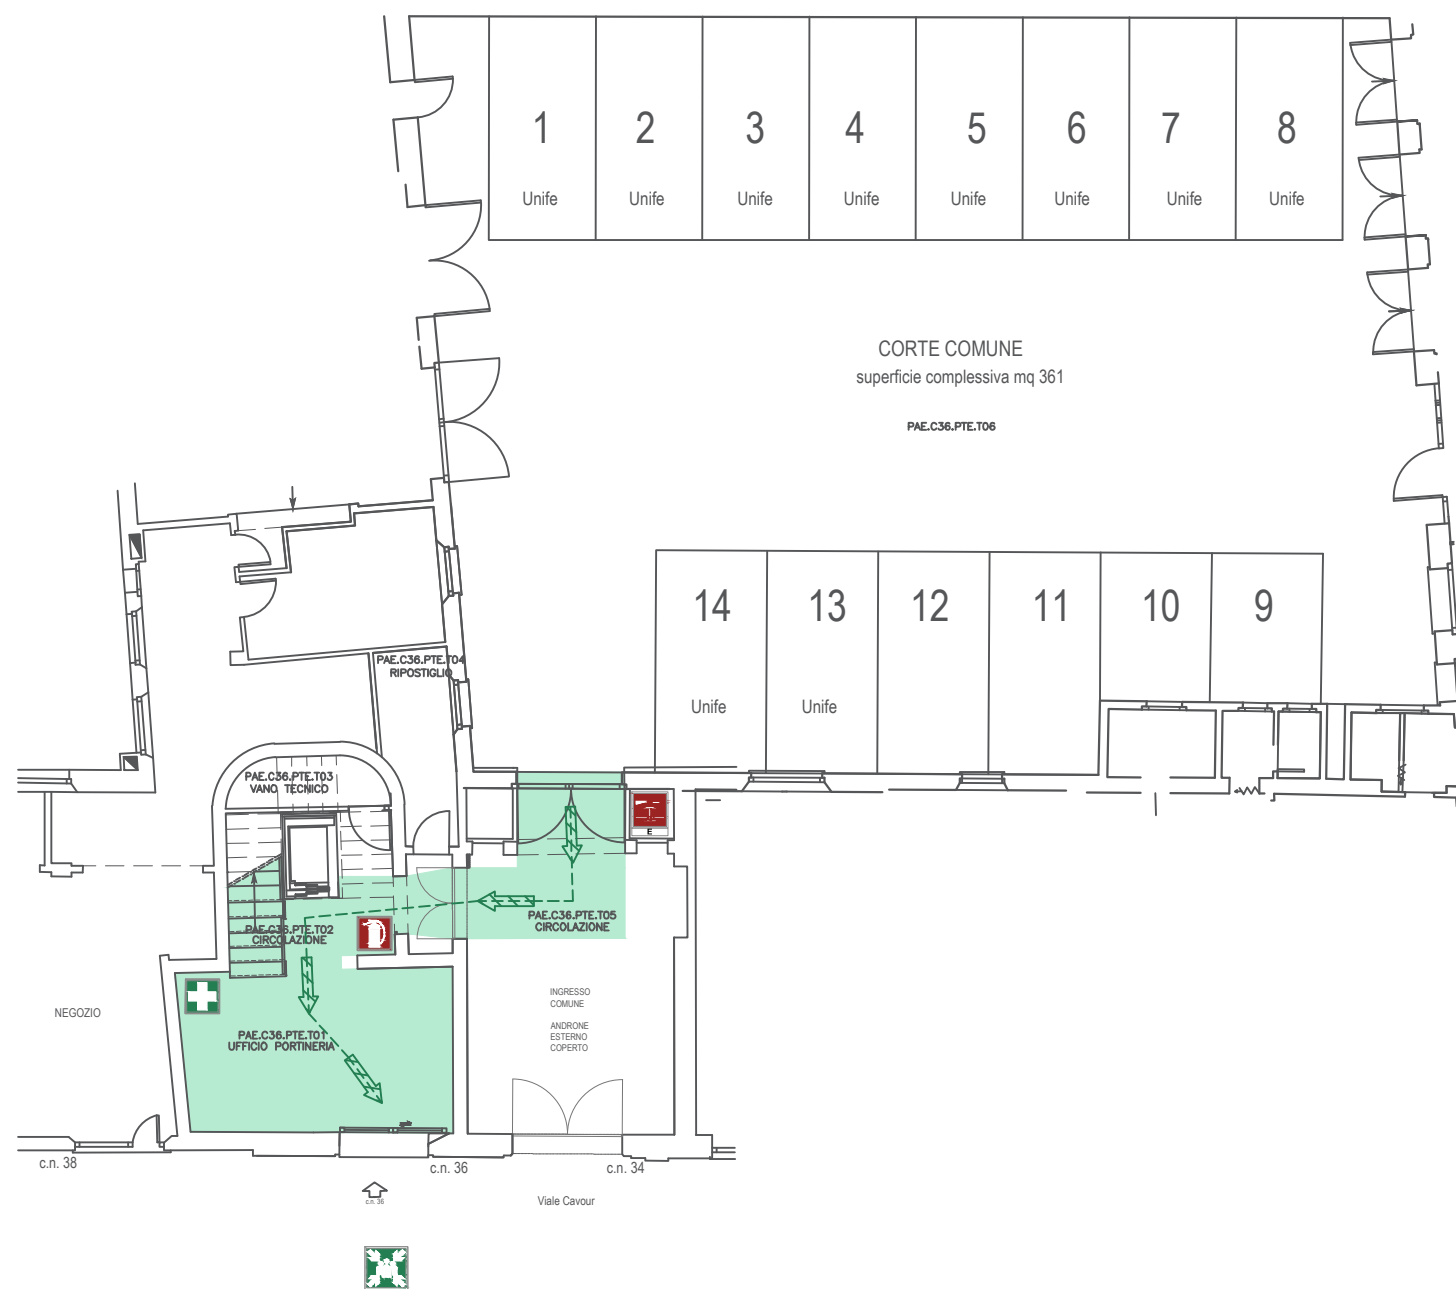 1 2 3 4 5 6 7 8
Unife Unife Unife Unife Unife Unife Unife Unife
CORTE COMUNE
superficie complessiva mq 361
PAE.C36.PTE.T06
14 13 12 11 10 9
Unife Unife
PAE.C36.PTE.T04
RIPOSTIGLIO
PAE.C36.PTE.T03
VANO TECNICO
E
PAE.C36.PTE.T05
CIRCOLAZIONE
PAE.C36.PTE.T02
CIRCOLAZIONE
NEGOZIO
INGRESSO
COMUNE
ANDRONE
ESTERNO
COPERTO
PAE.C36.PTE.T01
UFFICIO PORTINERIA
c.n. 38
c.n. 36
c.n. 34
c.n. 36
Viale Cavour